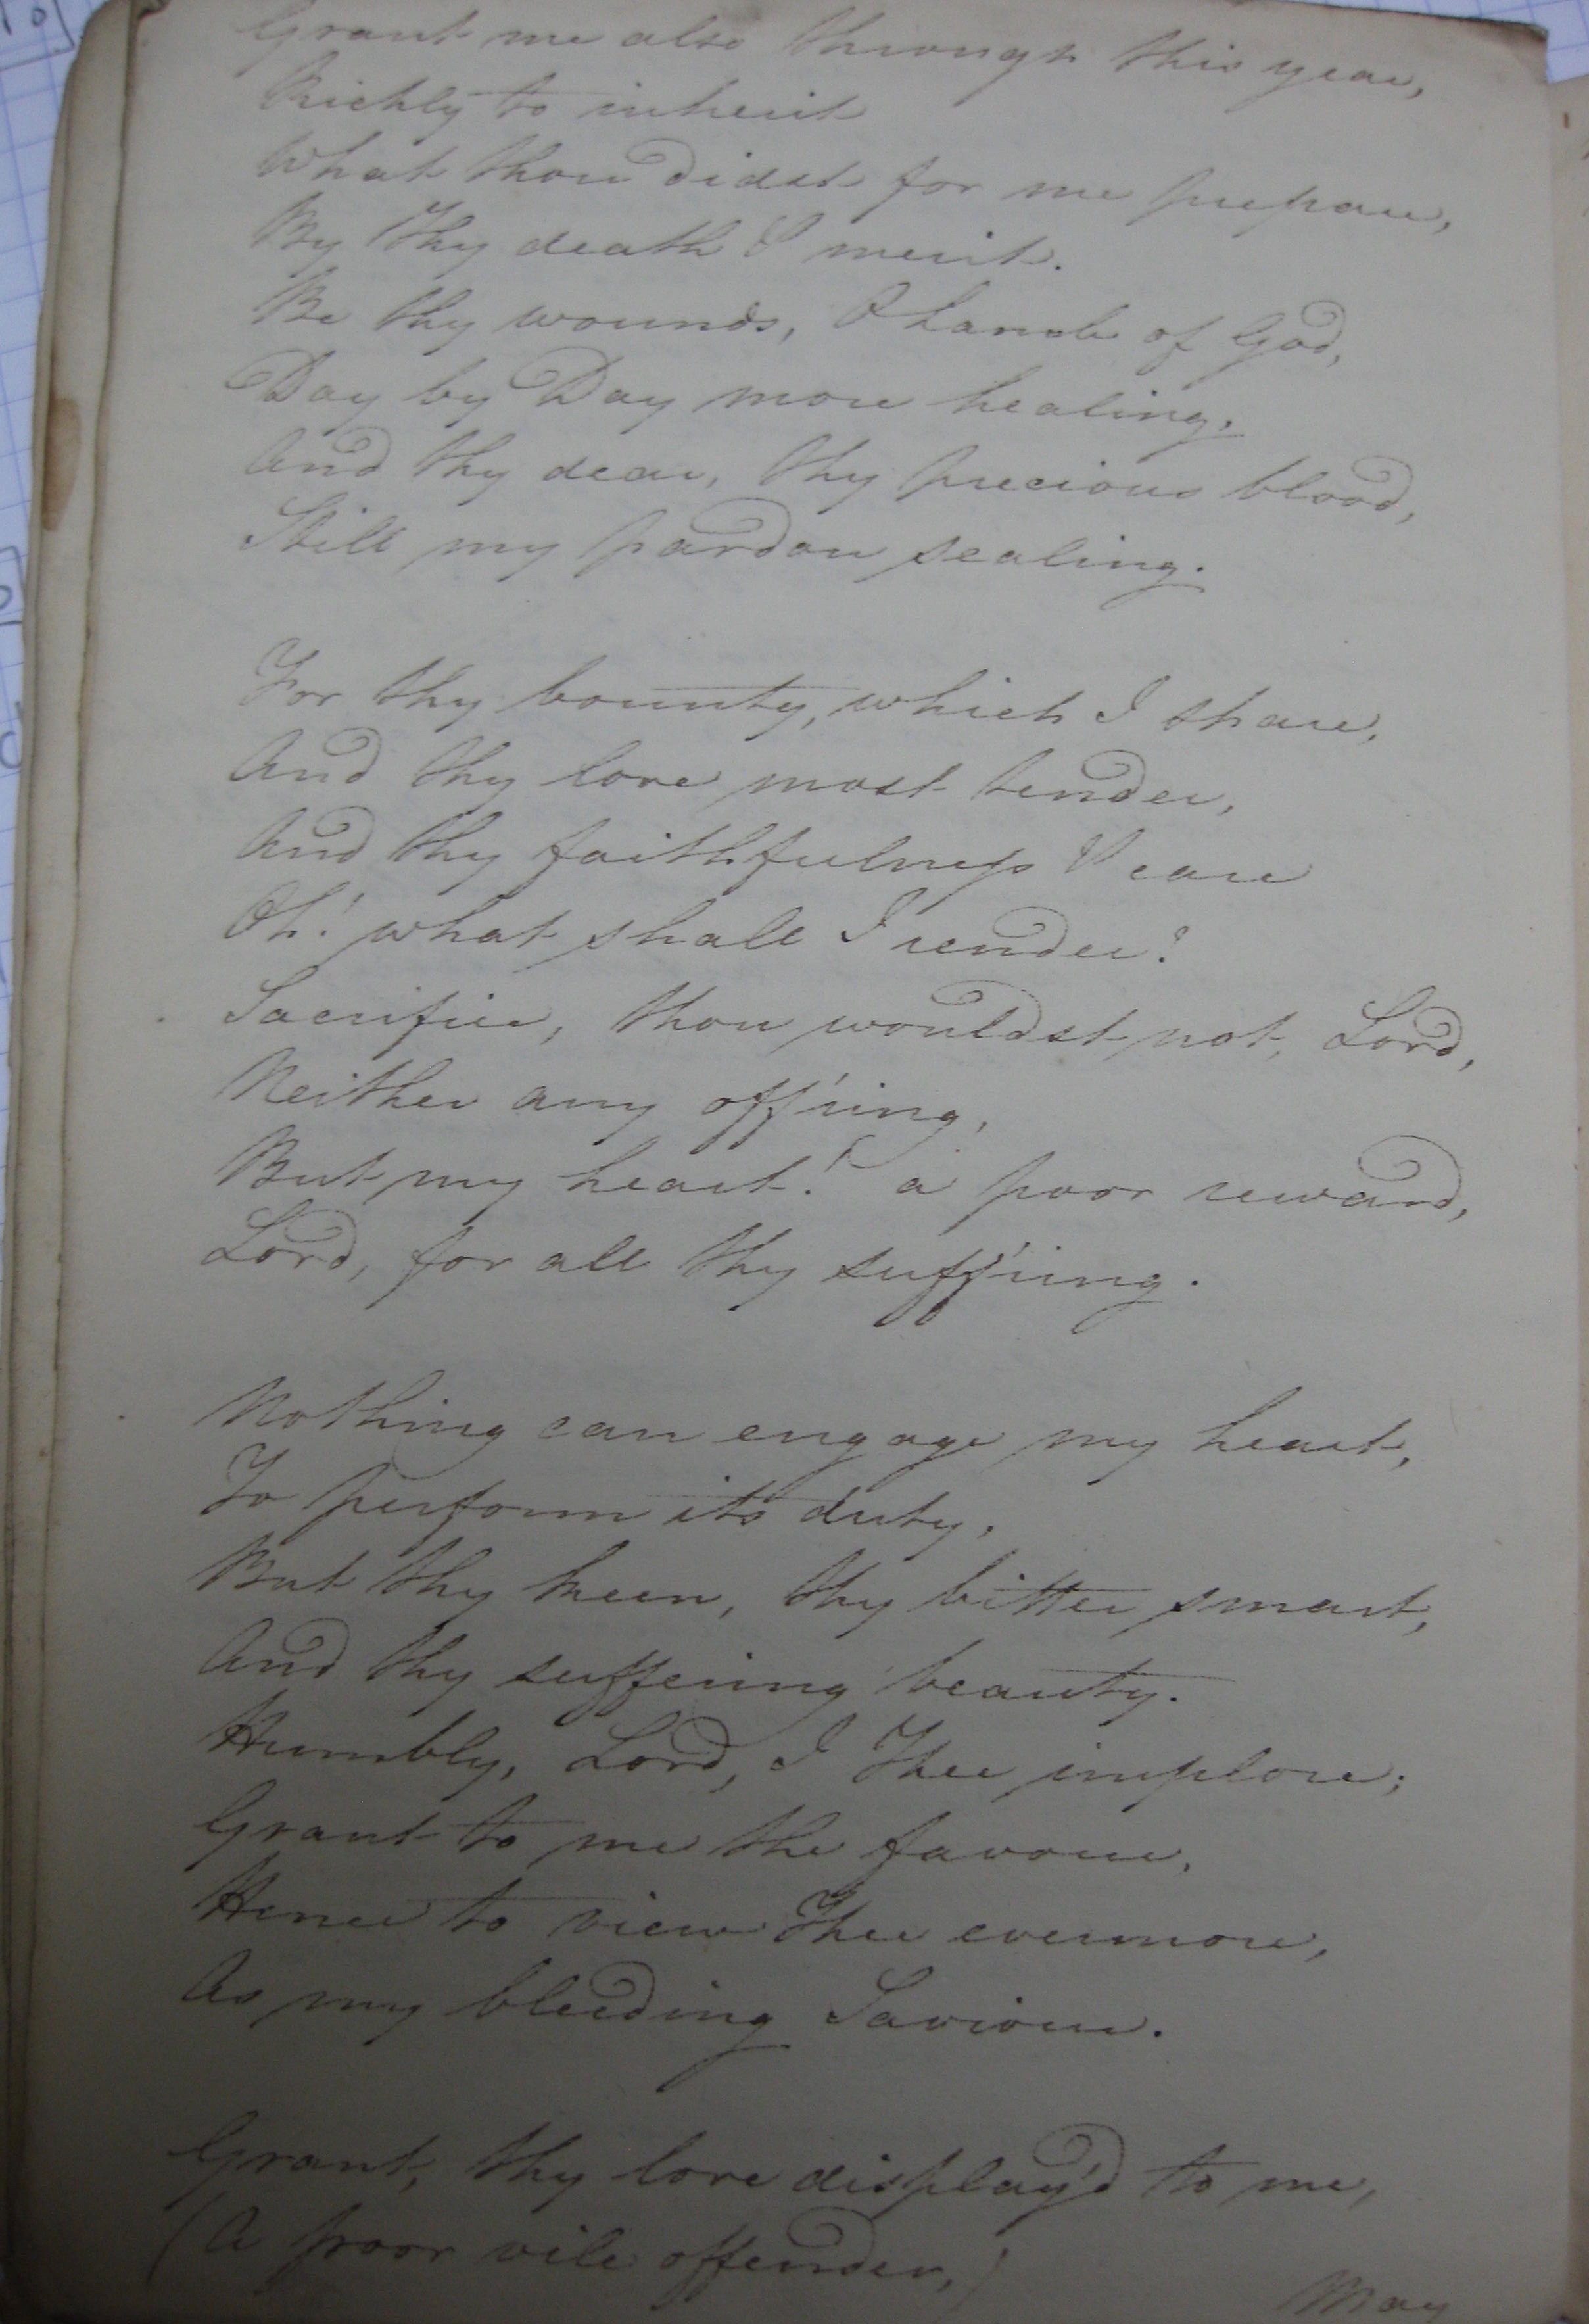 Grant me also through this year,
Richly to inherit
What thou didst for me prepare,
By Thy death & merit.
Be thy wounds, O Lamb of God,
Day by Day more healing,
And thy dear, thy precious blood,
Still my pardon sealing.
For thy bounty, which I share,
And thy love most tender,
And thy faithfulness & care
Oh! what shall I render?
Sacrifice, thou wouldst not, Lord,
Neither any off'ring,
But my heart! a poor reward,
Lord, for all thy suff'ring.
Nothing can engage my heart,
To perform its duty,
But thy keen, thy bitter smart,
And thy suffering beauty.
Humbly, Lord, I Thee implore;
Grant to me the favour,
Hence to view Thee evermore,
As my bleeding Saviour.
Grant, thy love display'd to me,
(A poor vile offender,)
May